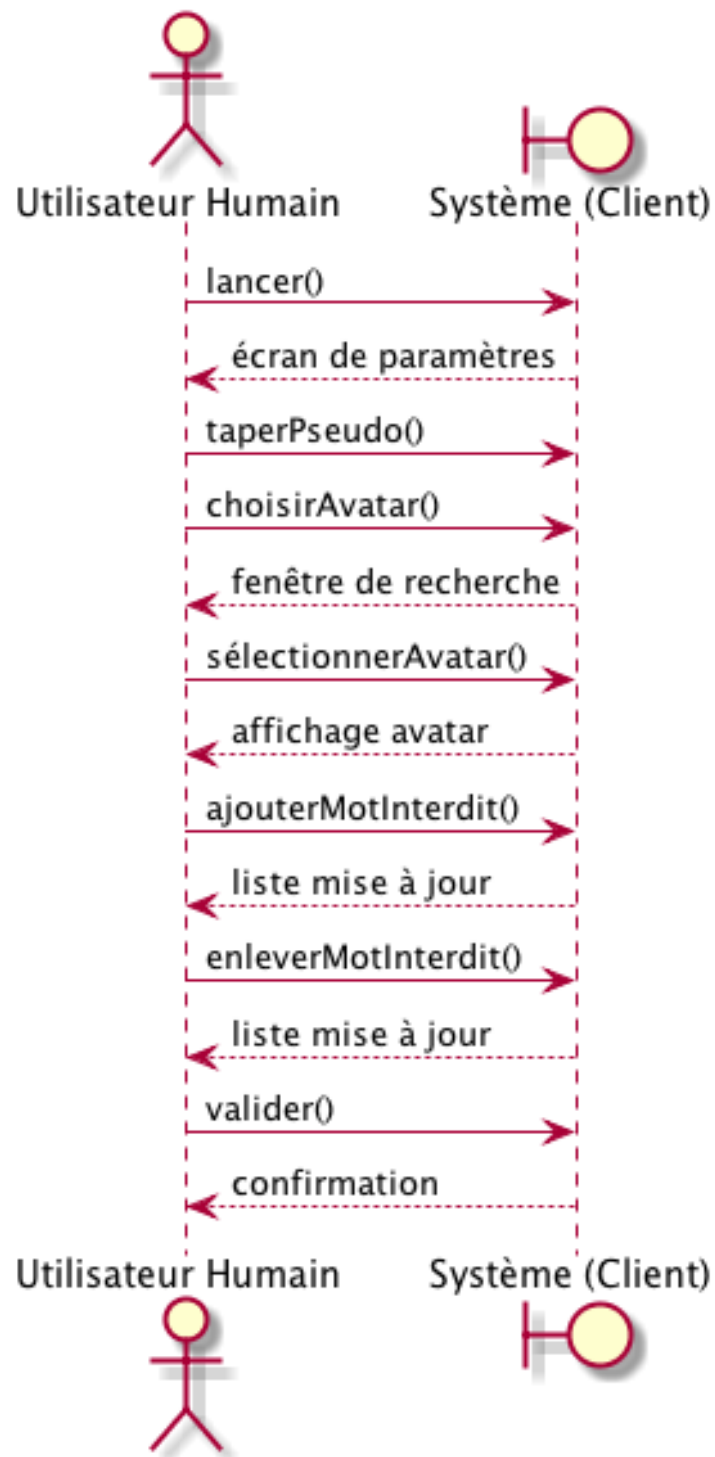 Utilisateur Humain
Système (Client)
lancer()
écran de paramètres
taperPseudo()
choisirAvatar()
fenêtre de recherche
sélectionnerAvatar()
affichage avatar
ajouterMotInterdit()
liste mise à jour
enleverMotInterdit()
liste mise à jour
valider()
confirmation
Utilisateur Humain
Système (Client)